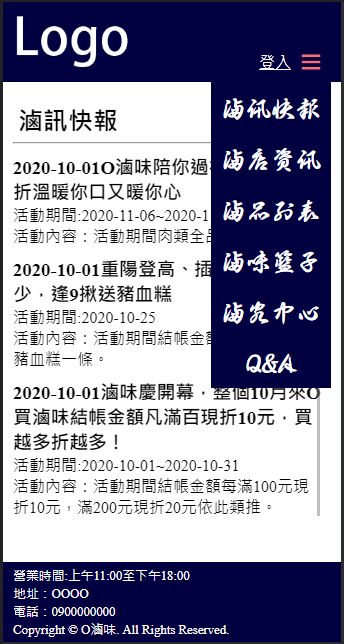 Logo
登入
滷訊快報
滷店資訊
滷品列表
滷味籃子
滷客中心
Q&A
滷訊快報
2020-10-01O滷味陪你過
折溫暖你口又暖你心
活動期間:2020-11-06~2020-1
活動內容：活動期間肉類全品
2020-10-01重陽登高、插
少，逢9揪送豬血糕
活動期間:2020-10-25
活動內容：活動期間結帳金額
豬血糕一條。
2020-10-01滷味慶開幕，整個10月來O
買滷味結帳金額凡滿百現折10元，買
越多折越多！
活動期間:2020-10-01~2020-10-31
活動內容：活動期間結帳金額每滿100元現
折10元，滿200元現折20元依此類推。
營業時間:上午11:00至下午18:00
地址：OOOO
電話：0900000000
Copyright © O滷味. All Rights Reserved.